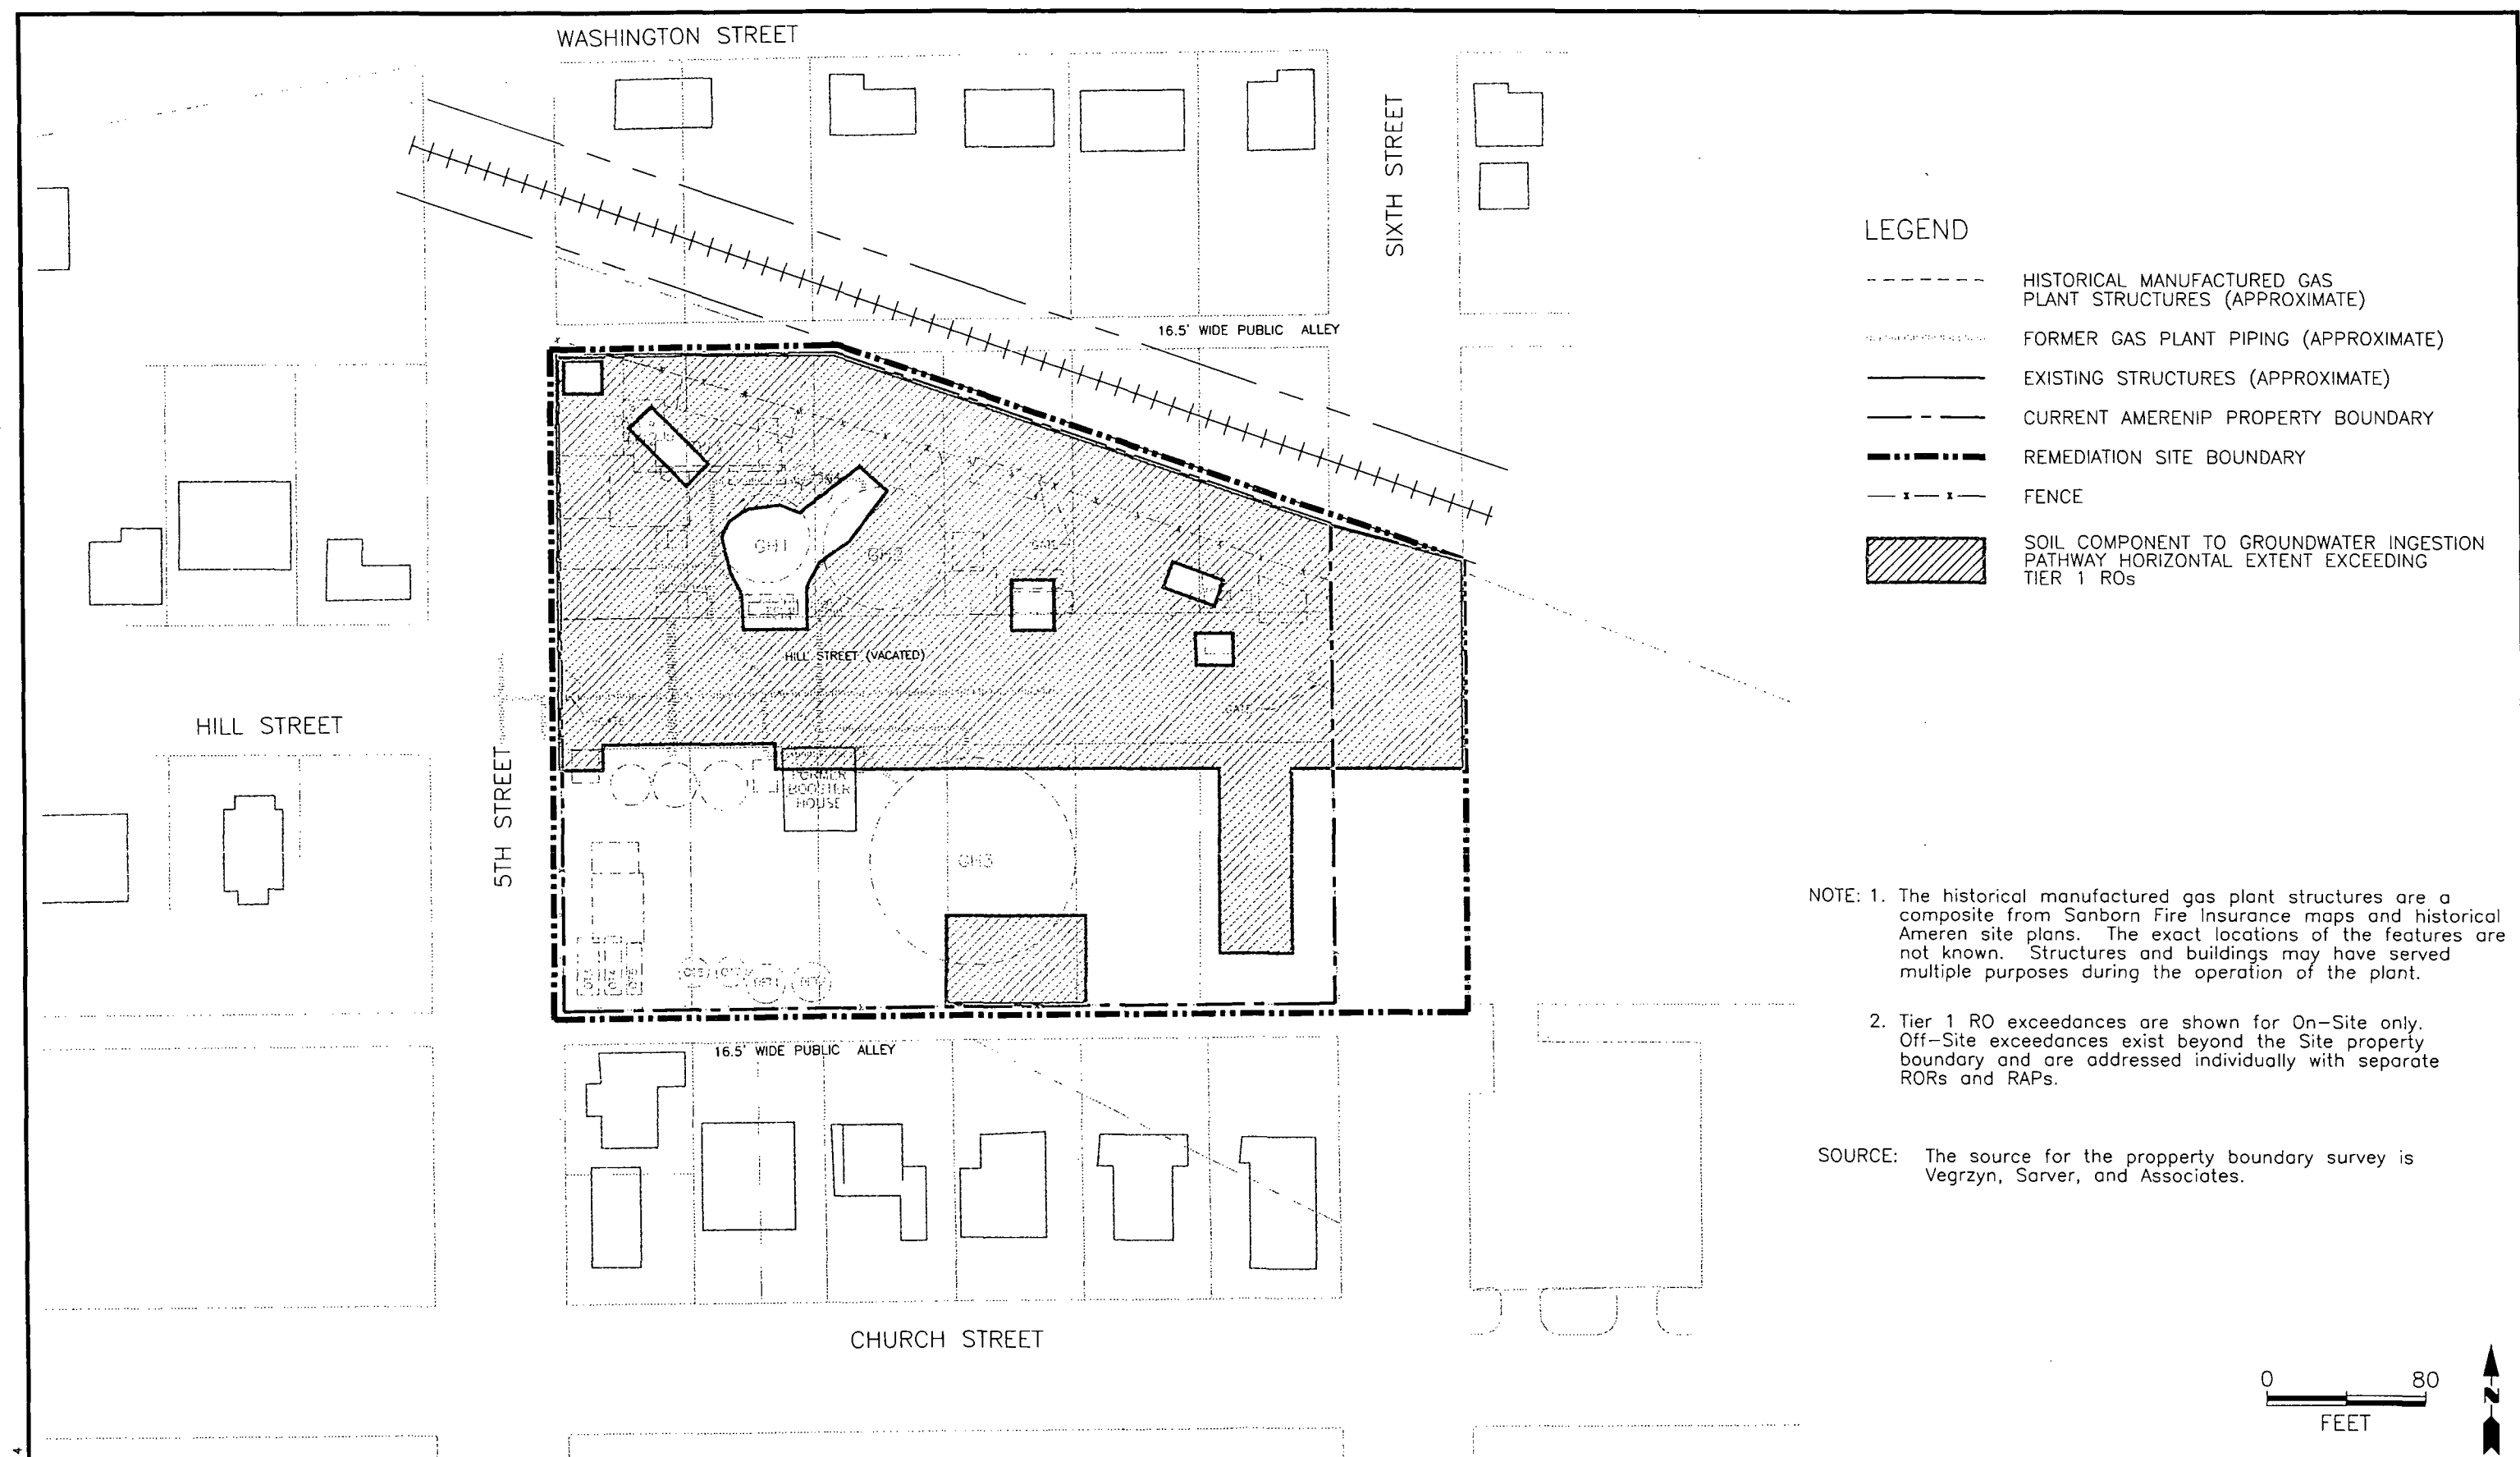 WASHINGTON STREET
SIXTH STREET
16.5' WIDE PUBLIC ALLEY
GH1
GH2
GATE
HILL STREET (VACATED)
GATE
HILL STREET
5TH STREET
FORMER
BOOSTER
HOUSE
GH3
16.5' WIDE PUBLIC ALLEY
CHURCH STREET
LEGEND
HISTORICAL MANUFACTURED GAS
PLANT STRUCTURES (APPROXIMATE)
FORMER GAS PLANT PIPING (APPROXIMATE)
EXISTING STRUCTURES (APPROXIMATE)
CURRENT AMERENIP PROPERTY BOUNDARY
REMEDIATION SITE BOUNDARY
x x FENCE
SOIL COMPONENT TO GROUNDWATER INGESTION
PATHWAY HORIZONTAL EXTENT EXCEEDING
TIER 1 ROs
NOTE: 1. The historical manufactured gas plant structures are a
composite from Sanborn Fire Insurance maps and historical
Ameren site plans. The exact locations of the features are
not known. Structures and buildings may have served
multiple purposes during the operation of the plant.
2. Tier 1 RO exceedances are shown for On-Site only.
Off-Site exceedances exist beyond the Site property
boundary and are addressed individually with separate
RORs and RAPs.
SOURCE: The source for the propperty boundary survey is
Vegrzyn, Sarver, and Associates.
0 80
FEET
N
4